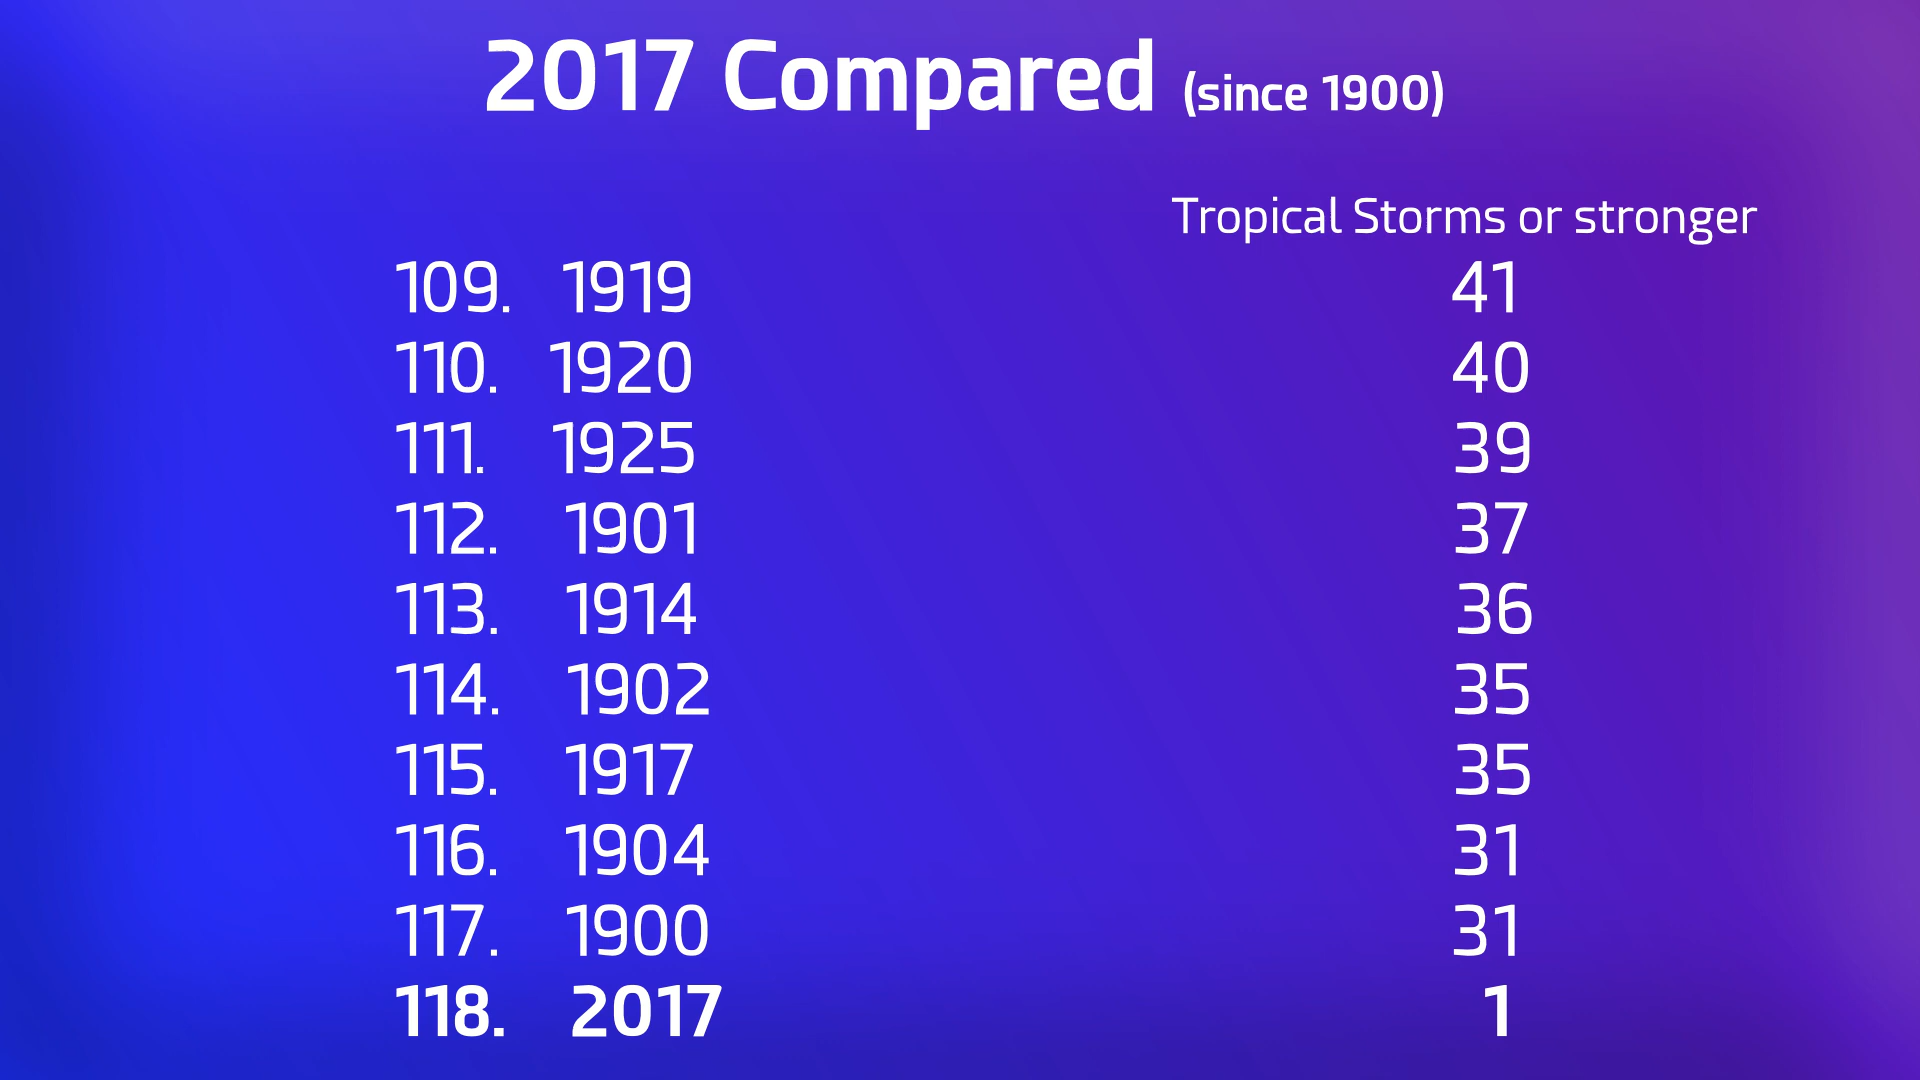 2017 Compared (since 1900)
Tropical Storms or stronger
109. 1919 41
110. 1920 40
111. 1925 39
112. 1901 37
113. 1914 36
114. 1902 35
115. 1917 35
116. 1904 31
117. 1900 31
118. 2017 1